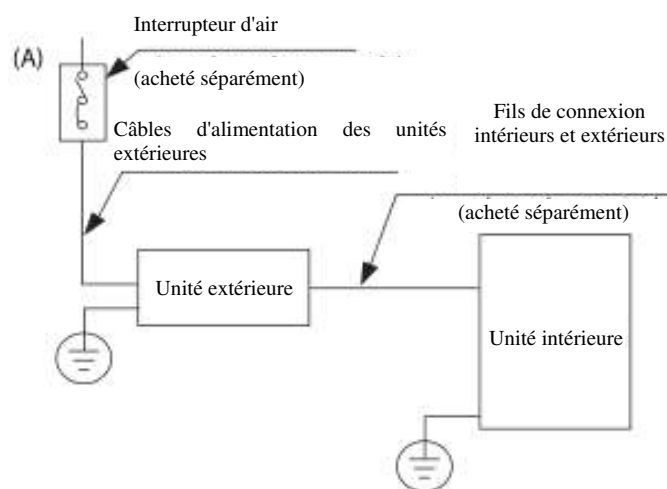 Interrupteur d'air
(A)
(acheté séparément)
Câbles d'alimentation des unités
extérieures
Fils de connexion
intérieurs et extérieurs
(acheté séparément)
Unité extérieure
Unité intérieure